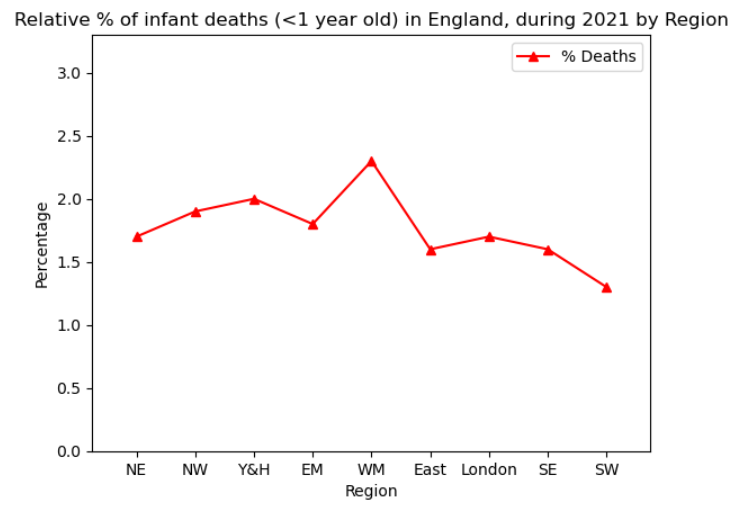 Relative % of infant deaths (<1 year old) in England, during 2021 by Region
% Deaths
3.0
2.5
2.0
1.5
1.0
0.5
0.0
Percentage
NE NW Y&H EM WM East London SE SW
Region